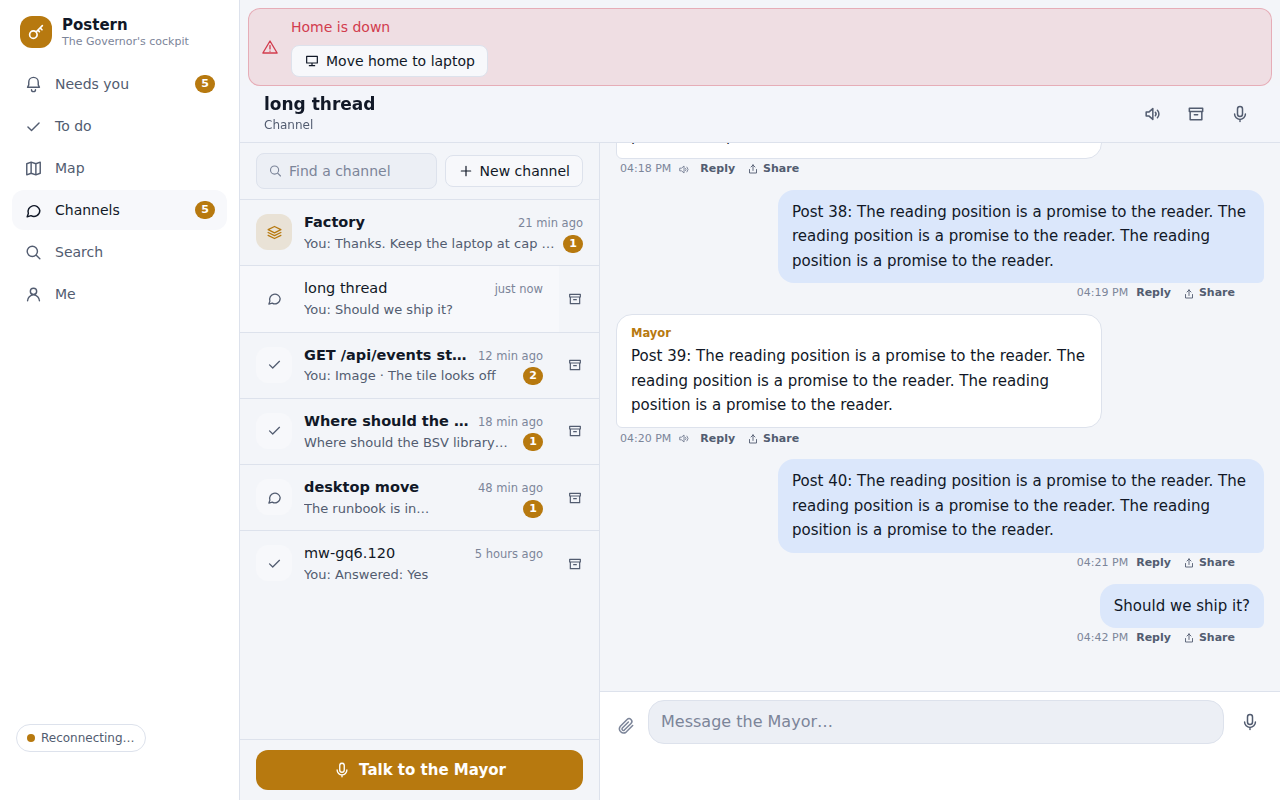 Postern
The Governor's cockpit
Needs you 5
To do
Map
Channels 5
Search
Me
Reconnecting…
Home is down
Move home to laptop
long thread
Channel
Find a channel
New channel
Factory 21 min ago
You: Thanks. Keep the laptop at cap … 1
long thread just now
You: Should we ship it?
GET /api/events st… 12 min ago
You: Image · The tile looks off 2
Where should the … 18 min ago
Where should the BSV library… 1
desktop move 48 min ago
The runbook is in… 1
mw-gq6.120 5 hours ago
You: Answered: Yes
Talk to the Mayor
04:18 PM Reply Share
Post 38: The reading position is a promise to the reader. The
reading position is a promise to the reader. The reading
position is a promise to the reader.
04:19 PM Reply Share
Mayor
Post 39: The reading position is a promise to the reader. The
reading position is a promise to the reader. The reading
position is a promise to the reader.
04:20 PM Reply Share
Post 40: The reading position is a promise to the reader. The
reading position is a promise to the reader. The reading
position is a promise to the reader.
04:21 PM Reply Share
Should we ship it?
04:42 PM Reply Share
Message the Mayor…